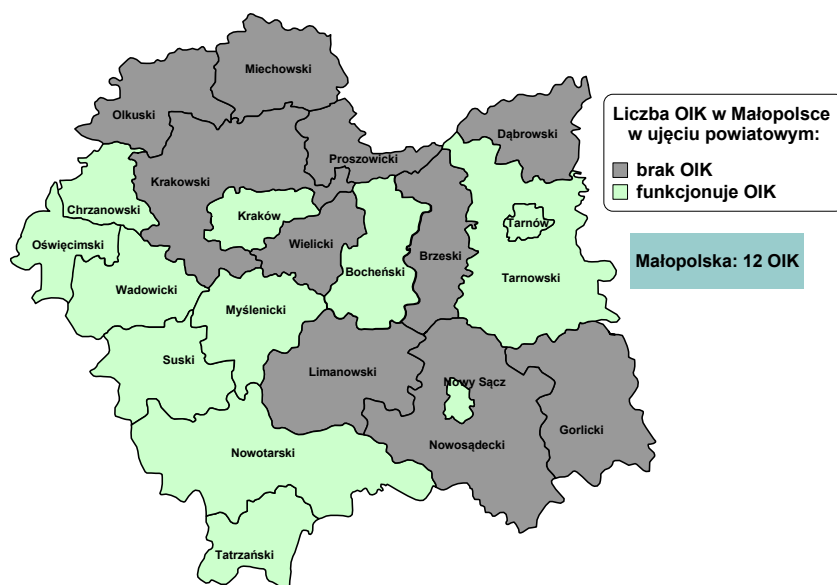 Miechowski
Olkuski
Proszowicki
Dąbrowski
Krakowski
Chrzanowski
Kraków
Tarnów
Oświęcimski
Wielicki
Bocheński
Brzeski
Tarnowski
Wadowicki
Myślenicki
Suski
Limanowski
Nowy Sącz
Gorlicki
Nowosądecki
Nowotarski
Tatrzański
Liczba OIK w Małopolsce
w ujęciu powiatowym:
brak OIK
funkcjonuje OIK
Małopolska: 12 OIK